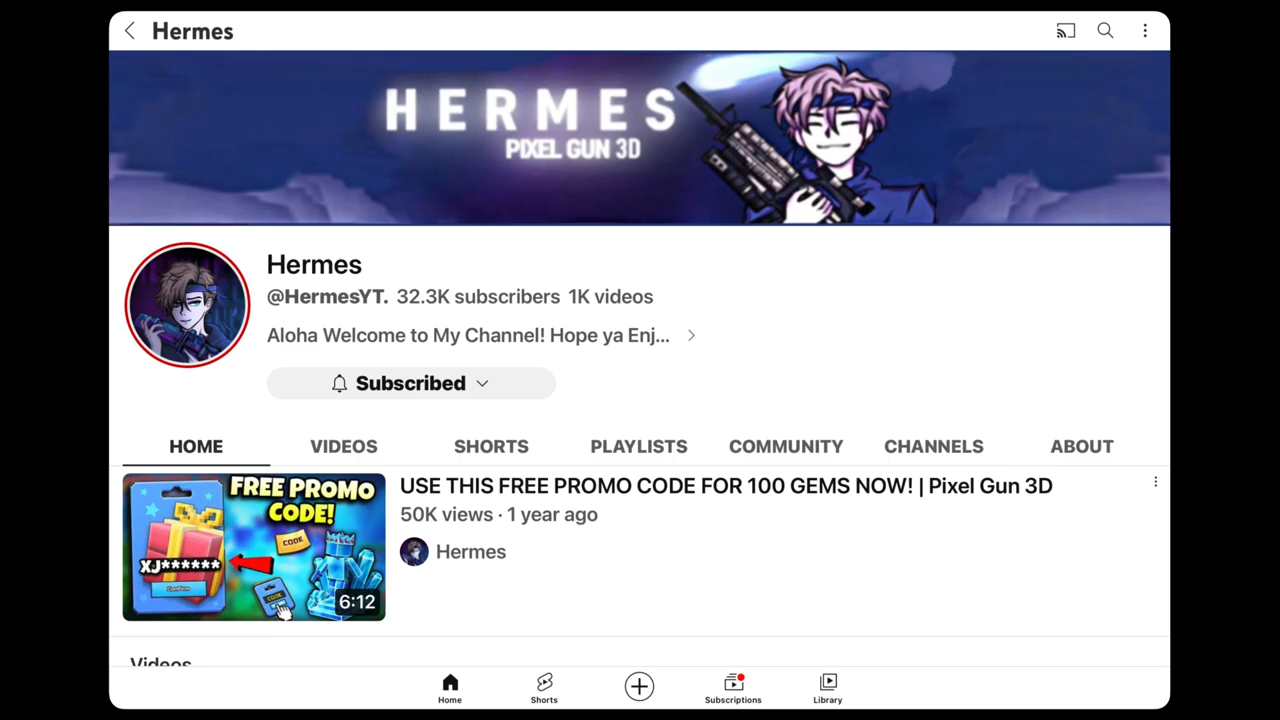 Hermes
HERMES
PIXEL GUN 3D
Hermes
@HermesYT. 32.3K subscribers 1K videos
Aloha Welcome to My Channel! Hope ya Enj...
Subscribed
HOME VIDEOS SHORTS PLAYLISTS COMMUNITY CHANNELS ABOUT
FREE PROMO
CODE!
CODE
XJ******
Confirm
CODE
6:12
USE THIS FREE PROMO CODE FOR 100 GEMS NOW! | Pixel Gun 3D
50K views · 1 year ago
Hermes
Videos
Home Shorts Subscriptions Library